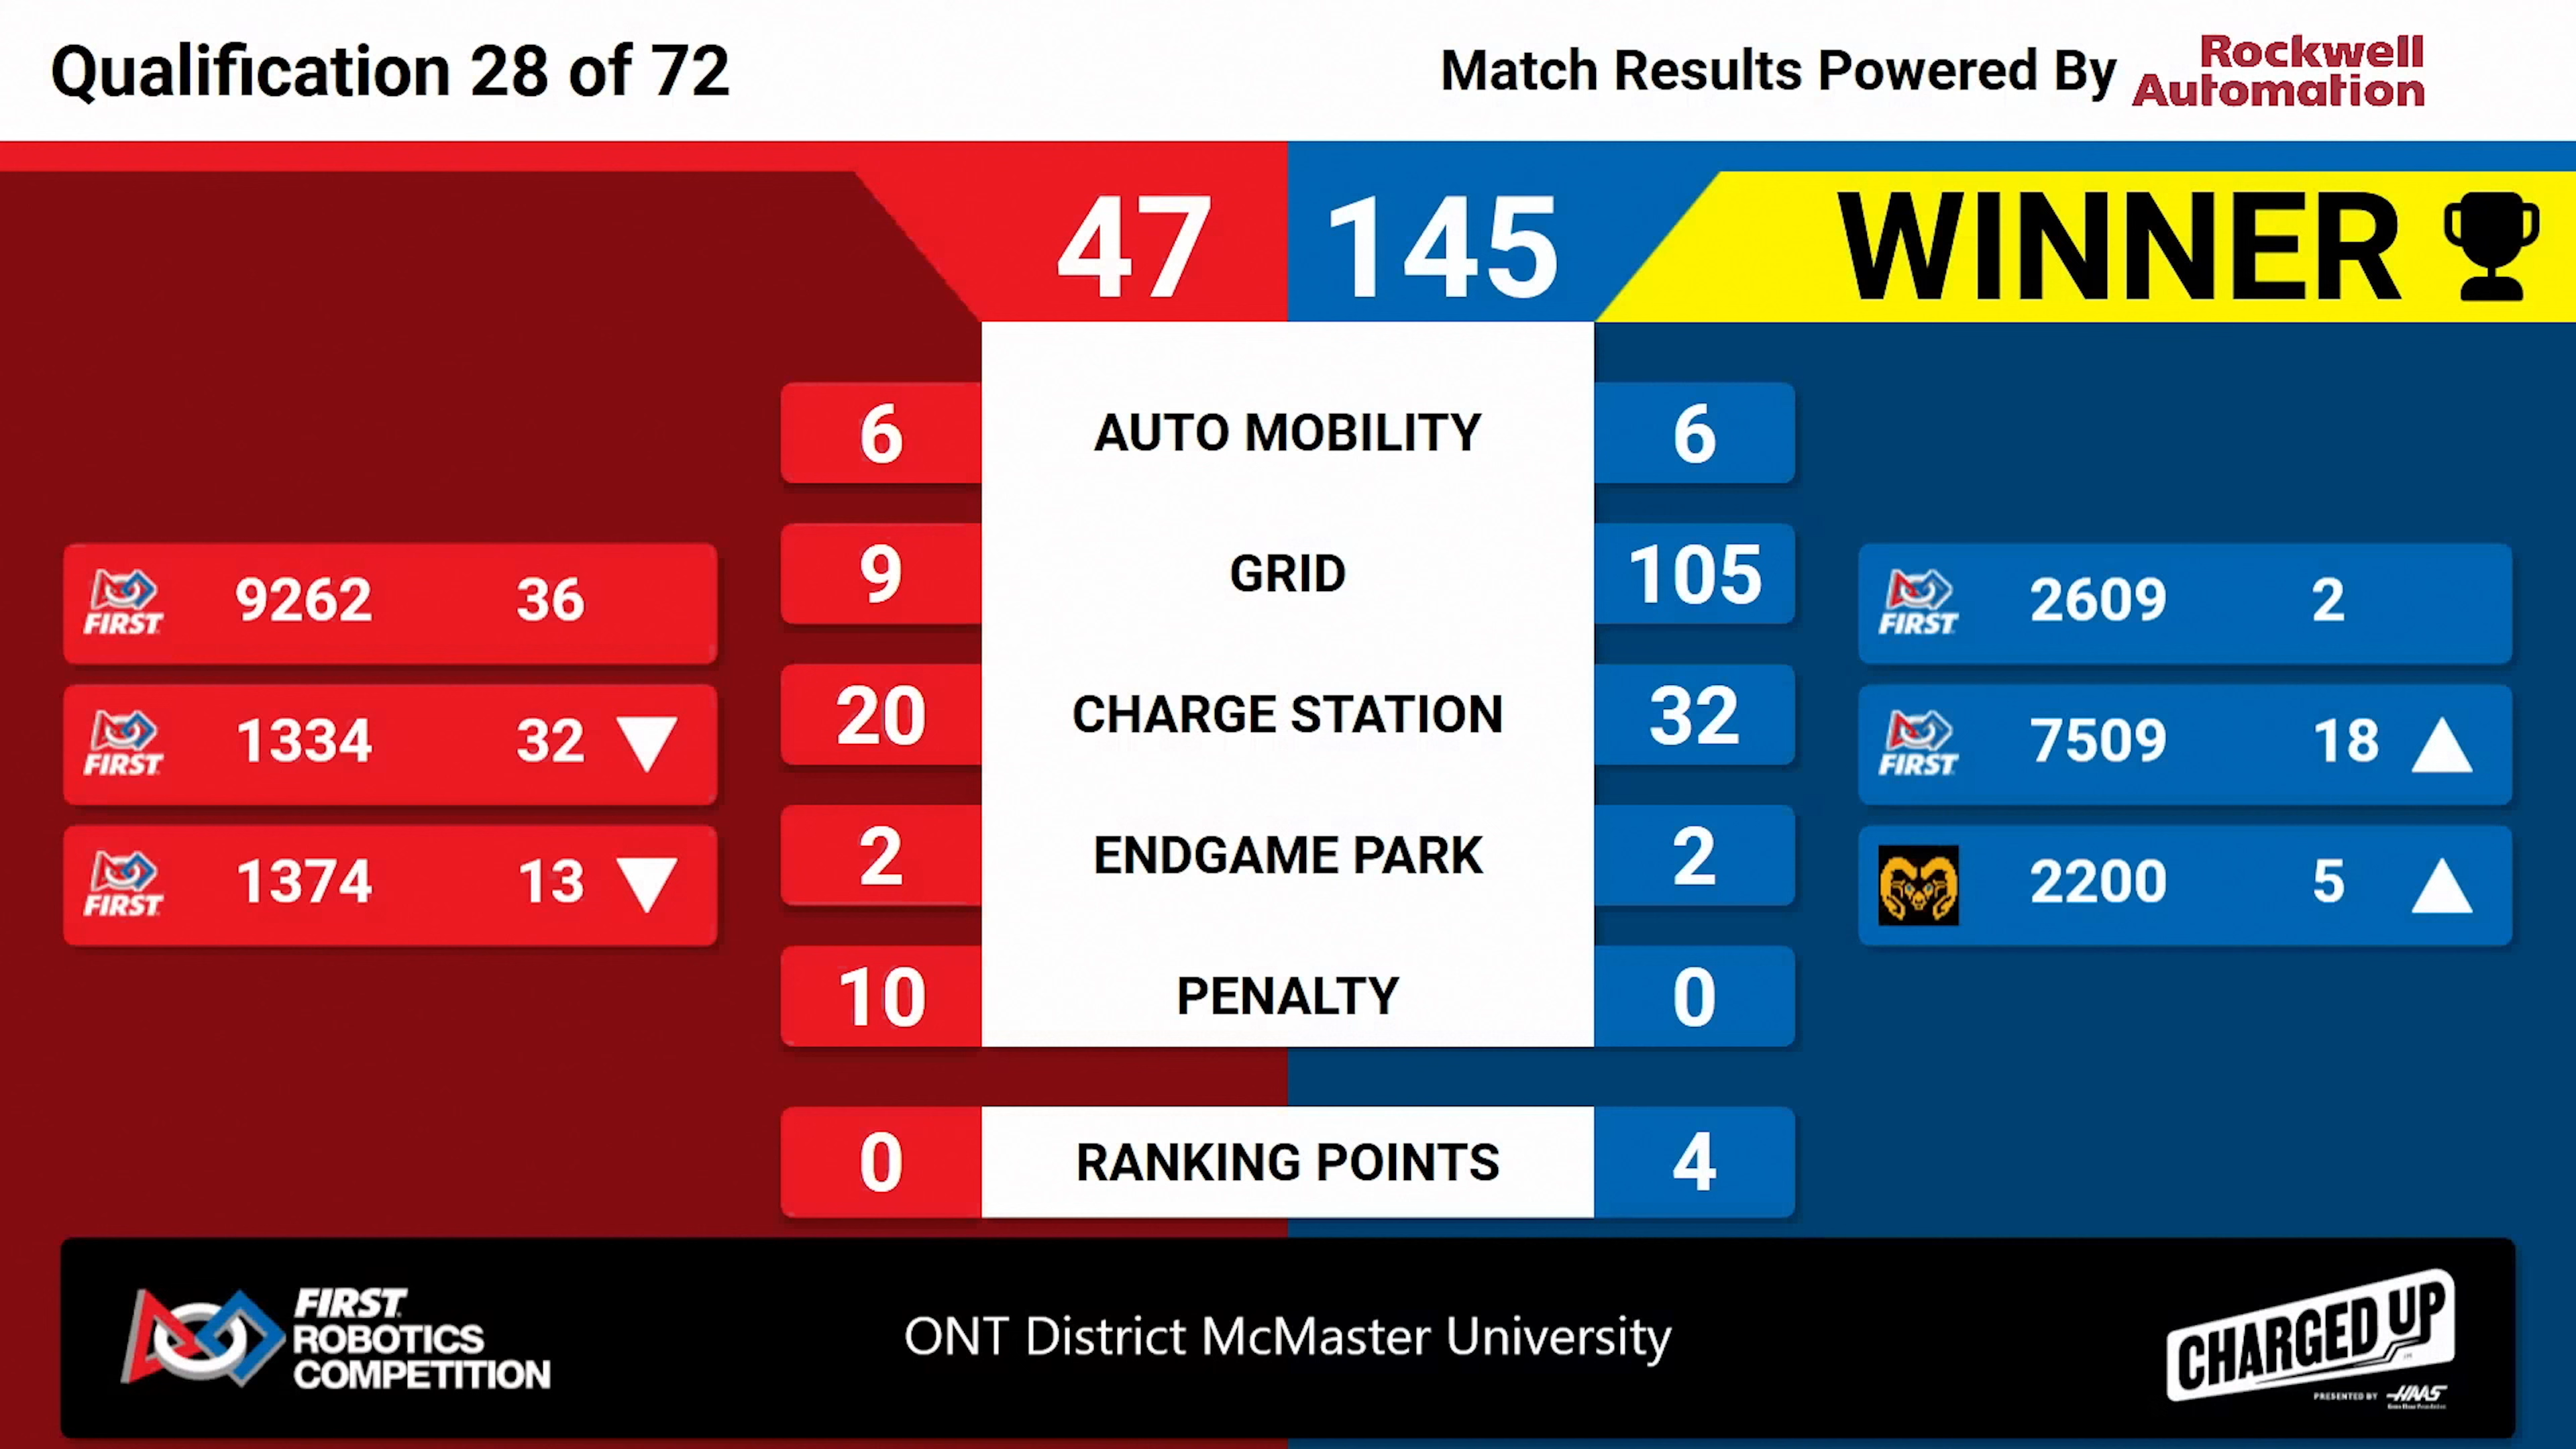 Qualification 28 of 72
Match Results Powered By Rockwell Automation
47 145 WINNER
6 AUTO MOBILITY 6
9 GRID 105
20 CHARGE STATION 32
2 ENDGAME PARK 2
10 PENALTY 0
0 RANKING POINTS 4
FIRST 9262 36
FIRST 1334 32
FIRST 1374 13
FIRST 2609 2
FIRST 7509 18
2200 5
FIRST
ROBOTICS
COMPETITION
ONT District McMaster University
CHARGED UP
PRESENTED BY HAAS